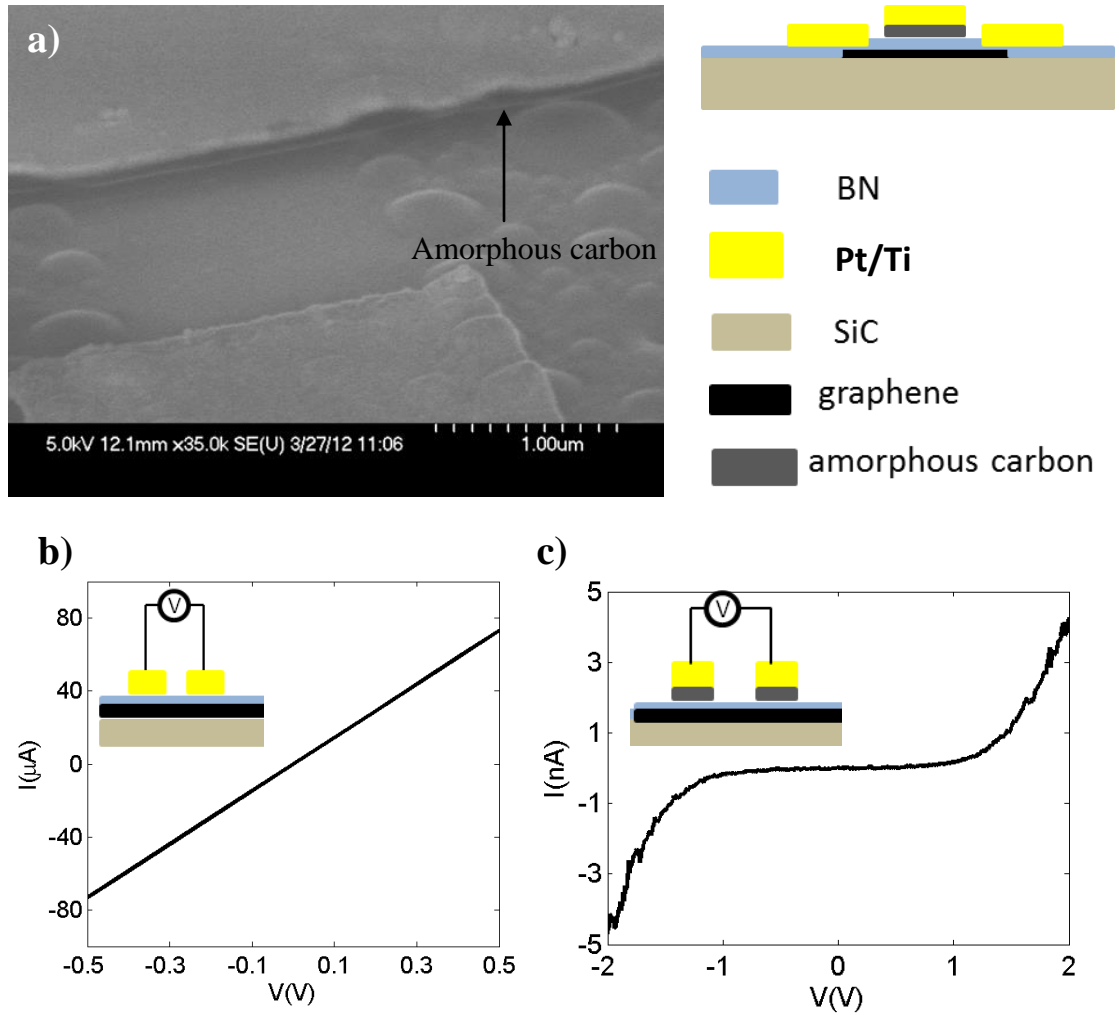 a)
Amorphous carbon
5.0kV 12.1mm x35.0k SE(U) 3/27/12 11:06
1.00um
BN
Pt/Ti
SiC
graphene
amorphous carbon
b)
80
40
0
-40
-80
I(μA)
-0.5
-0.3
-0.1
0.1
0.3
0.5
V(V)
V
c)
5
3
1
-1
-3
-5
I(nA)
-2
-1
0
1
2
V(V)
V